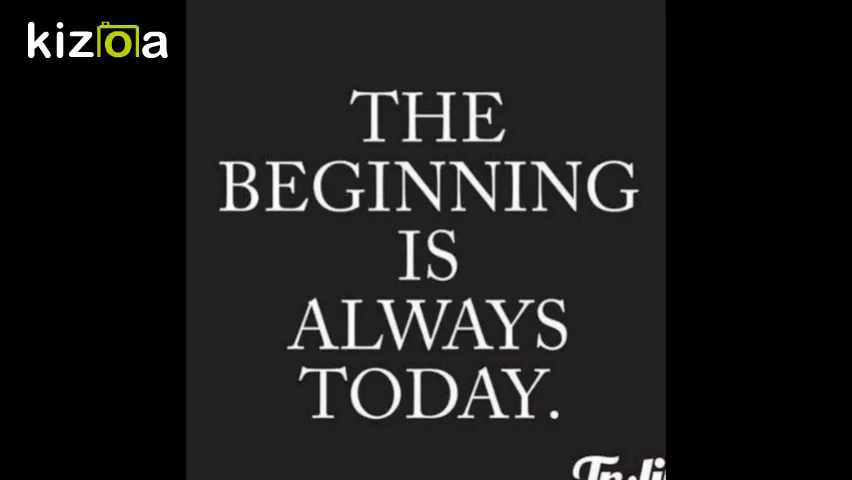 kizoa
THE
BEGINNING
IS
ALWAYS
TODAY.